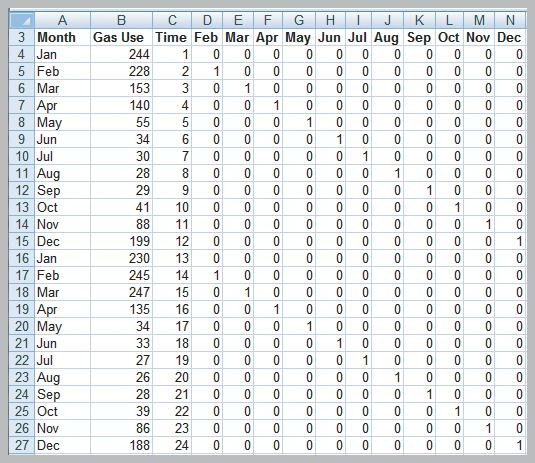 A B C D E F G H I J K L M N
3 Month Gas Use Time Feb Mar Apr May Jun Jul Aug Sep Oct Nov Dec
4 Jan 244 1 0 0 0 0 0 0 0 0 0 0 0
5 Feb 228 2 1 0 0 0 0 0 0 0 0 0 0
6 Mar 153 3 0 1 0 0 0 0 0 0 0 0 0
7 Apr 140 4 0 0 1 0 0 0 0 0 0 0 0
8 May 55 5 0 0 0 1 0 0 0 0 0 0 0
9 Jun 34 6 0 0 0 0 1 0 0 0 0 0 0
10 Jul 30 7 0 0 0 0 0 1 0 0 0 0 0
11 Aug 28 8 0 0 0 0 0 0 1 0 0 0 0
12 Sep 29 9 0 0 0 0 0 0 0 1 0 0 0
13 Oct 41 10 0 0 0 0 0 0 0 0 1 0 0
14 Nov 88 11 0 0 0 0 0 0 0 0 0 1 0
15 Dec 199 12 0 0 0 0 0 0 0 0 0 0 1
16 Jan 230 13 0 0 0 0 0 0 0 0 0 0 0
17 Feb 245 14 1 0 0 0 0 0 0 0 0 0 0
18 Mar 247 15 0 1 0 0 0 0 0 0 0 0 0
19 Apr 135 16 0 0 1 0 0 0 0 0 0 0 0
20 May 34 17 0 0 0 1 0 0 0 0 0 0 0
21 Jun 33 18 0 0 0 0 1 0 0 0 0 0 0
22 Jul 27 19 0 0 0 0 0 1 0 0 0 0 0
23 Aug 26 20 0 0 0 0 0 0 1 0 0 0 0
24 Sep 28 21 0 0 0 0 0 0 0 1 0 0 0
25 Oct 39 22 0 0 0 0 0 0 0 0 1 0 0
26 Nov 86 23 0 0 0 0 0 0 0 0 0 1 0
27 Dec 188 24 0 0 0 0 0 0 0 0 0 0 1